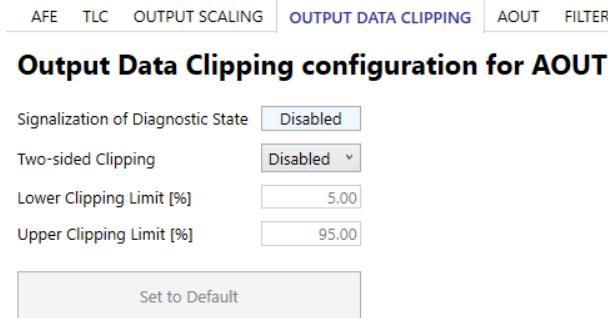 AFE TLC OUTPUT SCALING OUTPUT DATA CLIPPING AOUT FILTER
Output Data Clipping configuration for AOUT
Signalization of Diagnostic State Disabled
Two-sided Clipping Disabled
Lower Clipping Limit [%] 5.00
Upper Clipping Limit [%] 95.00
Set to Default